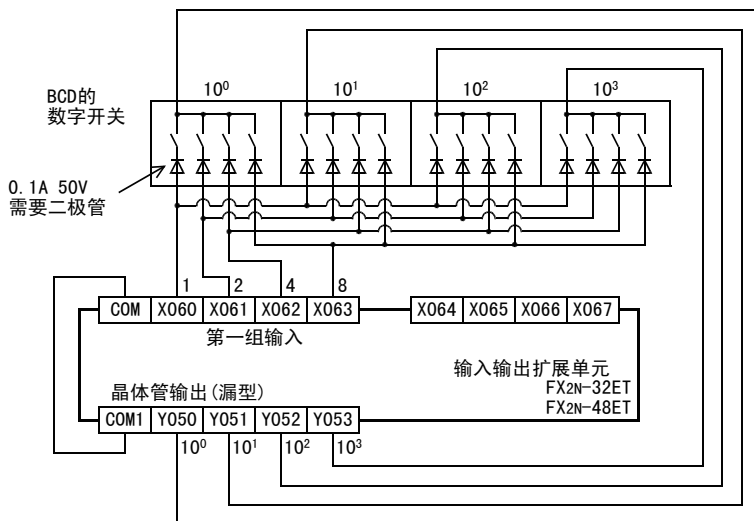 10⁰ 10¹ 10² 10³
BCD的
数字开关
0.1A 50V
需要二极管
1 2 4 8
COM X060 X061 X062 X063 X064 X065 X066 X067
第一组输入
输入输出扩展单元
FX2N-32ET
FX2N-48ET
晶体管输出(漏型)
COM1 Y050 Y051 Y052 Y053
10⁰ 10¹ 10² 10³